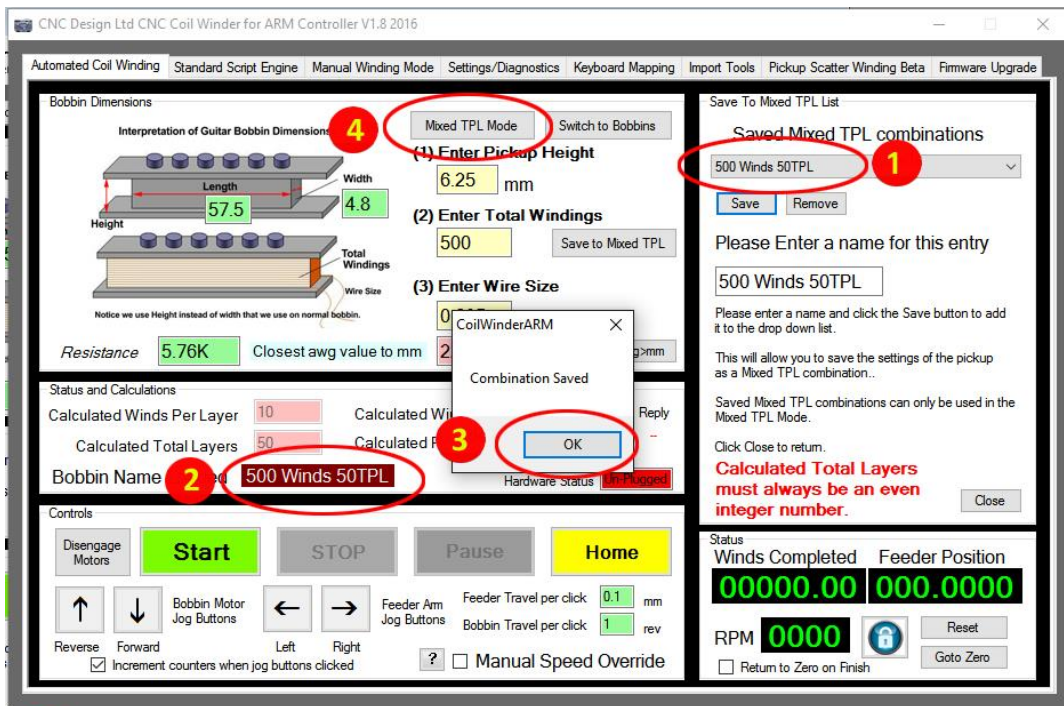 CNC Design Ltd CNC Coil Winder for ARM Controller V1.8 2016
Automated Coil Winding
Standard Script Engine
Manual Winding Mode
Settings/Diagnostics
Keyboard Mapping
Import Tools
Pickup Scatter Winding Beta
Firmware Upgrade
Bobbin Dimensions
Interpretation of Guitar Bobbin Dimensions
4
Mixed TPL Mode
Switch to Bobbins
Length
57.5
Width
4.8
Height
Total
Windings
Wire Size
Notice we use Height instead of width that we use on normal bobbin.
(1) Enter Pickup Height
6.25 mm
(2) Enter Total Windings
500
Save to Mixed TPL
(3) Enter Wire Size
Resistance
5.76K
Closest awg value to mm
g>mm
CoilWinderARM
Combination Saved
3
OK
Status and Calculations
Calculated Winds Per Layer
10
Calculated Total Layers
50
Calculated
Calculated
Reply
--
Bobbin Name
2
500 Winds 50TPL
Hardware Status
Un-Plugged
Controls
Disengage
Motors
Start
STOP
Pause
Home
Reverse
Forward
Bobbin Motor
Jog Buttons
Left
Right
Feeder Arm
Jog Buttons
Feeder Travel per click
0.1
mm
Bobbin Travel per click
1
rev
Increment counters when jog buttons clicked
?
Manual Speed Override
Save To Mixed TPL List
Saved Mixed TPL combinations
500 Winds 50TPL
1
Save
Remove
Please Enter a name for this entry
500 Winds 50TPL
Please enter a name and click the Save button to add
it to the drop down list.
This will allow you to save the settings of the pickup
as a Mixed TPL combination..
Saved Mixed TPL combinations can only be used in the
Mixed TPL Mode.
Click Close to return.
Calculated Total Layers
must always be an even
integer number.
Close
Status
Winds Completed
Feeder Position
00000.00
000.0000
RPM
0000
Reset
Goto Zero
Return to Zero on Finish